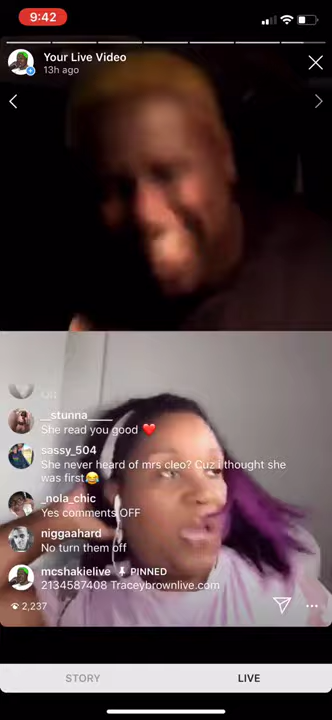 9:42
Your Live Video
13h ago
__stunna____
She read you good ❤️
sassy_504
She never heard of mrs cleo? Cuz i thought she
was first😂
_nola_chic
Yes comments OFF
niggaahard
No turn them off
mcshakielive 📌 PINNED
2134587408 Traceybrownlive.com
2,237
STORY LIVE